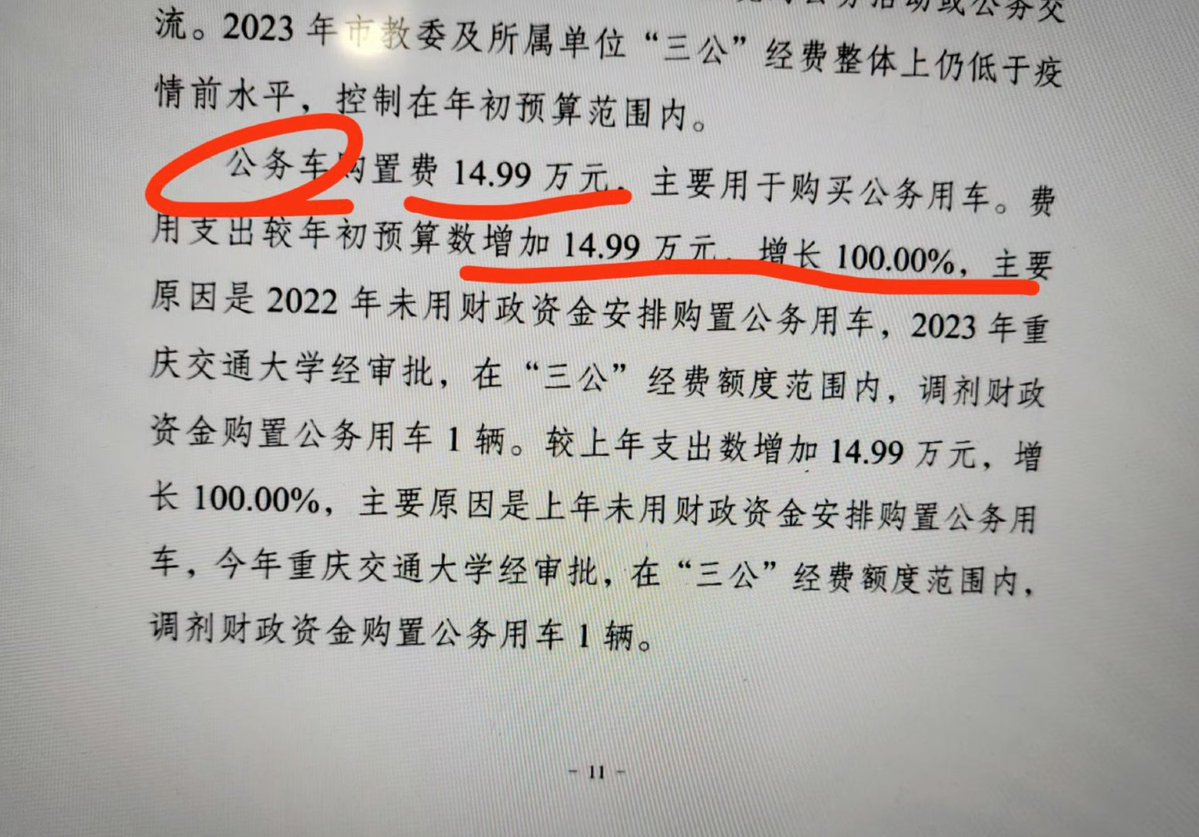 公务活动或公务交
流。2023 年市教委及所属单位“三公”经费整体上仍低于疫
情前水平，控制在年初预算范围内。
公务车购置费 14.99 万元，主要用于购买公务用车。费
用支出较年初预算数增加 14.99 万元，增长 100.00%，主要
原因是 2022 年未用财政资金安排购置公务用车，2023 年重
庆交通大学经审批，在“三公”经费额度范围内，调剂财政
资金购置公务用车 1 辆。较上年支出数增加 14.99 万元，增
长 100.00%，主要原因是上年未用财政资金安排购置公务用
车，今年重庆交通大学经审批，在“三公”经费额度范围内，
调剂财政资金购置公务用车 1 辆。
- 11 -